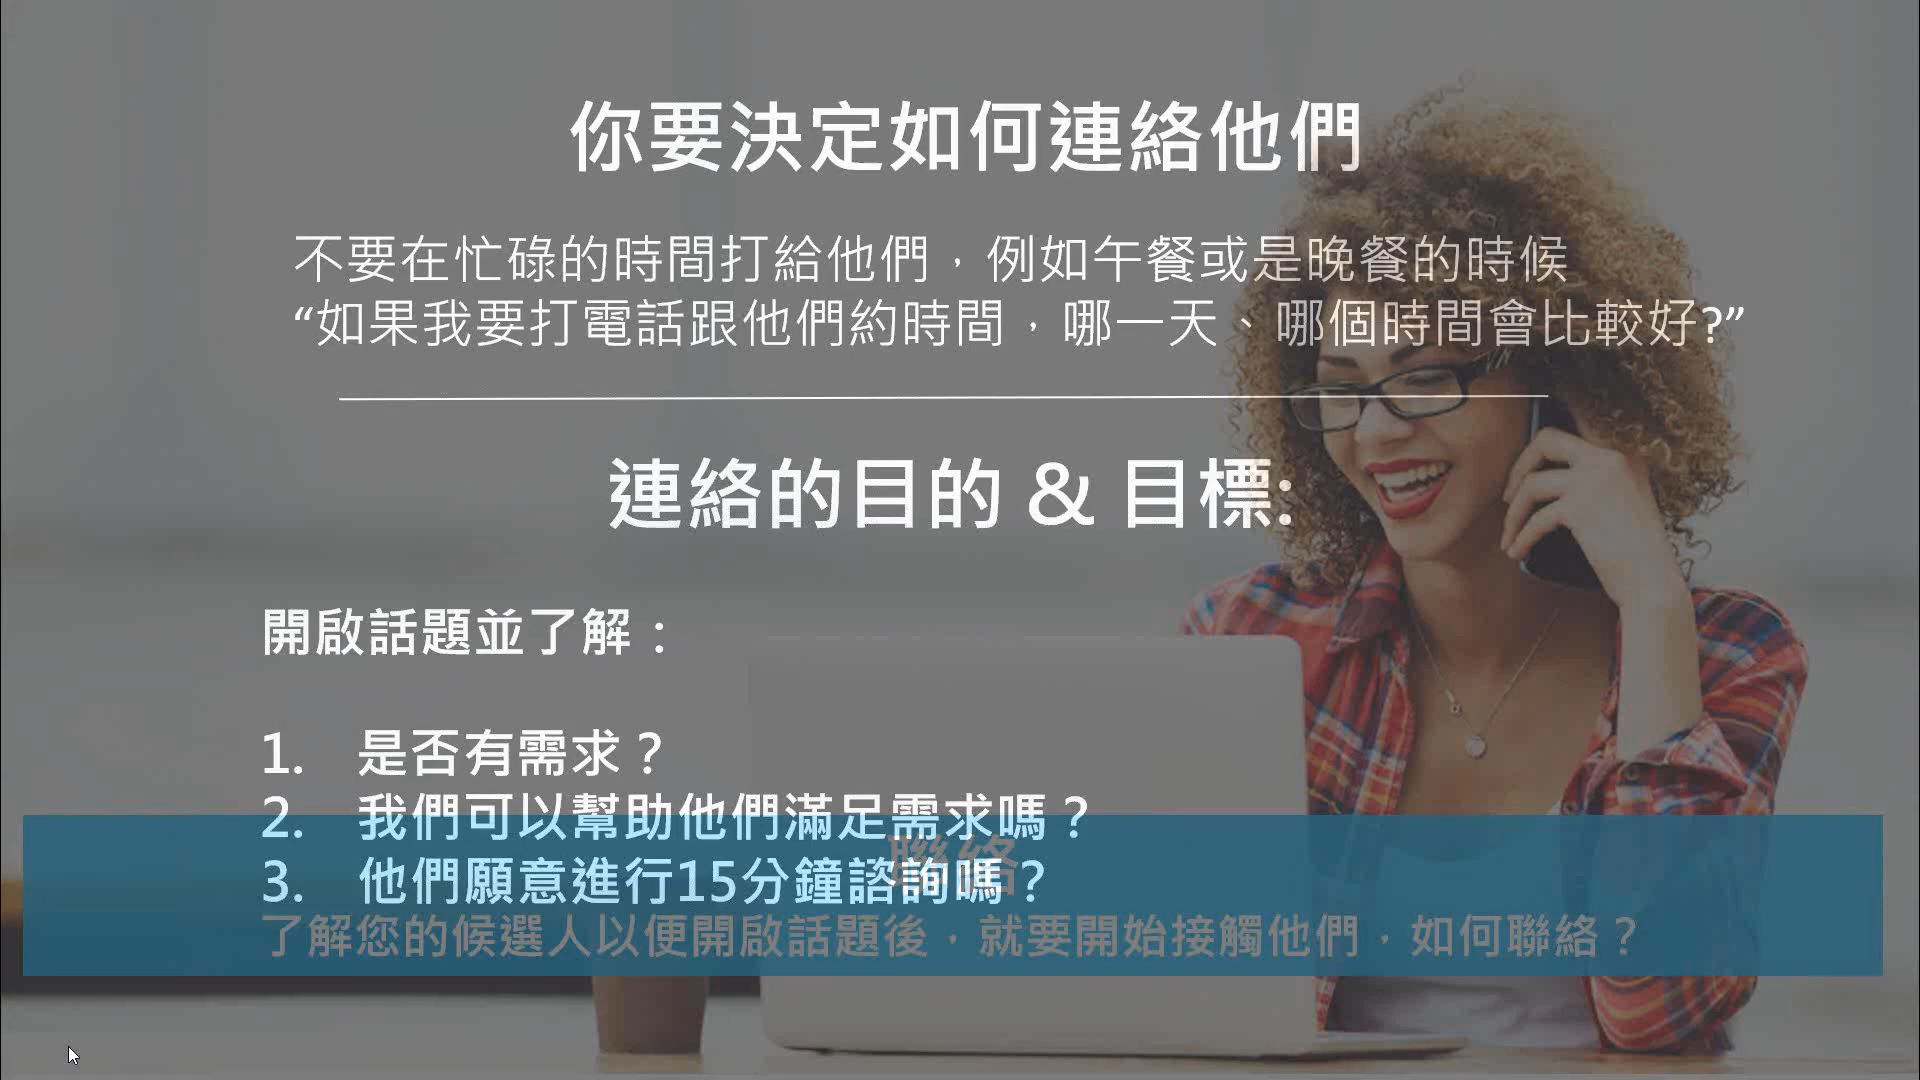 你要決定如何連絡他們
不要在忙碌的時間打給他們，例如午餐或是晚餐的時候
“如果我要打電話跟他們約時間，哪一天、哪個時間會比較好?”
連絡的目的 & 目標:
開啟話題並了解：
1. 是否有需求？
2. 我們可以幫助他們滿足需求嗎？
聯絡
3. 他們願意進行15分鐘諮詢嗎？
了解您的候選人以便開啟話題後，就要開始接觸他們，如何聯絡？